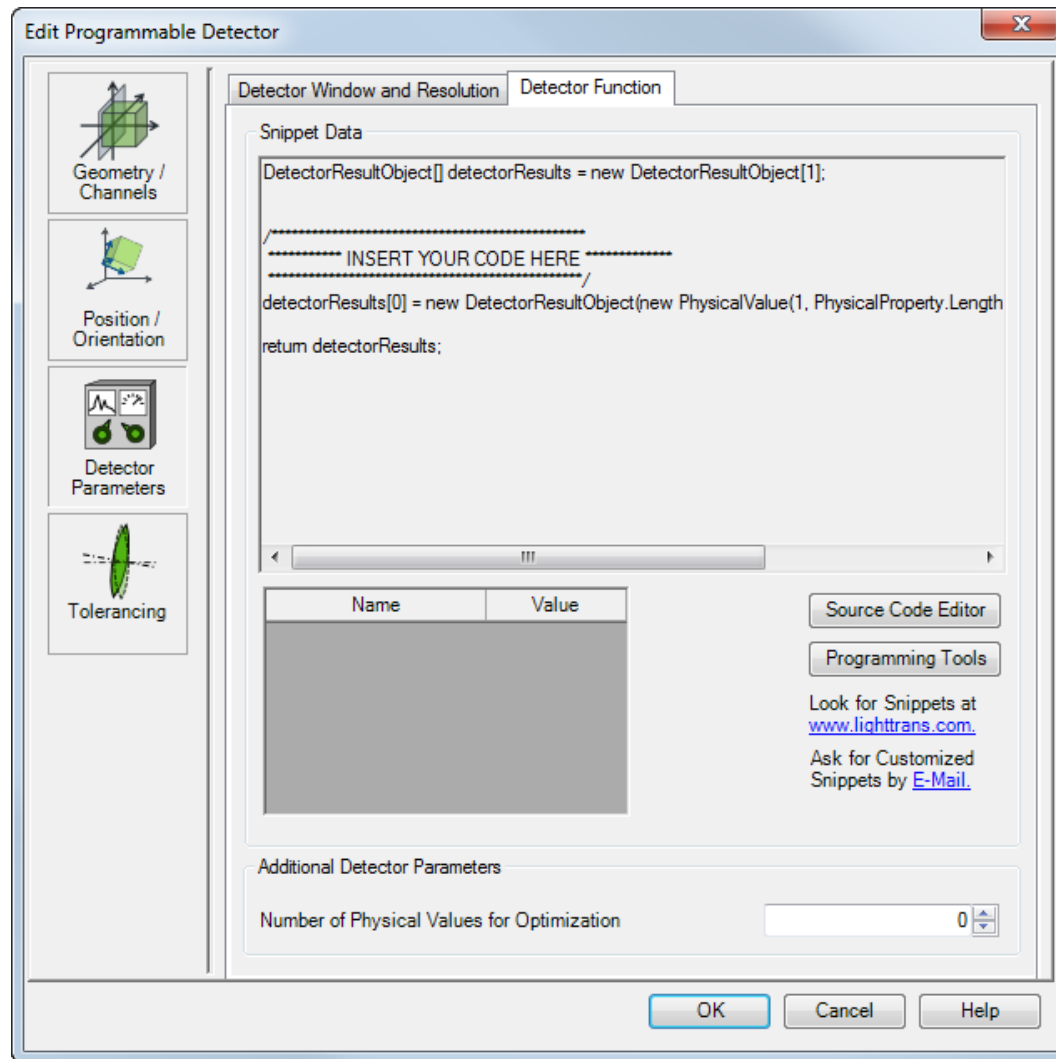 Edit Programmable Detector
Geometry /
Channels
Position /
Orientation
Detector
Parameters
Tolerancing
Detector Window and Resolution
Detector Function
Snippet Data
DetectorResultObject[] detectorResults = new DetectorResultObject[1];
/************************************************
*********** INSERT YOUR CODE HERE **************
************************************************/
detectorResults[0] = new DetectorResultObject(new PhysicalValue(1, PhysicalProperty.Length
return detectorResults;
Name Value
Source Code Editor
Programming Tools
Look for Snippets at
www.lighttrans.com.
Ask for Customized
Snippets by E-Mail.
Additional Detector Parameters
Number of Physical Values for Optimization 0
OK Cancel Help